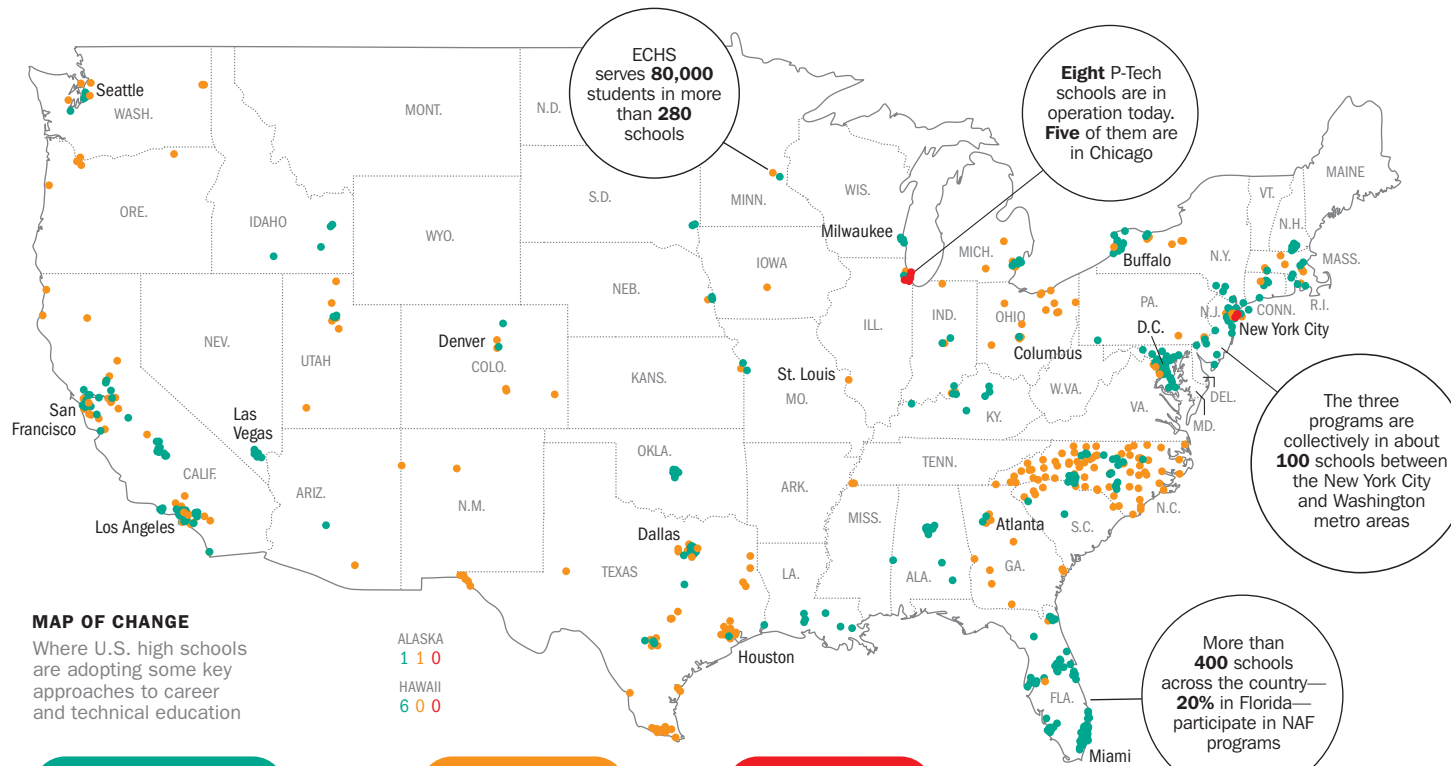 ECHS
serves 80,000
students in more
than 280
schools
Eight P-Tech
schools are in
operation today.
Five of them are
in Chicago
Seattle
WASH.
MONT.
N.D.
MINN.
WIS.
MICH.
VT.
MAINE
N.H.
MASS.
ORE.
IDAHO
WYO.
S.D.
Milwaukee
Buffalo
N.Y.
CONN.
R.I.
IOWA
NEB.
NEV.
UTAH
Denver
COLO.
KANS.
St. Louis
MO.
ILL.
IND.
OHIO
Columbus
PA.
N.J.
New York City
D.C.
W.VA.
VA.
DEL.
MD.
KY.
San
Francisco
Las
Vegas
CALIF.
Los Angeles
ARIZ.
N.M.
OKLA.
ARK.
TENN.
N.C.
S.C.
Atlanta
GA.
ALA.
MISS.
LA.
Dallas
TEXAS
Houston
FLA.
Miami
The three
programs are
collectively in about
100 schools between
the New York City
and Washington
metro areas
More than
400 schools
across the country—
20% in Florida—
participate in NAF
programs
MAP OF CHANGE
Where U.S. high schools
are adopting some key
approaches to career
and technical education
ALASKA
1 1 0
HAWAII
6 0 0